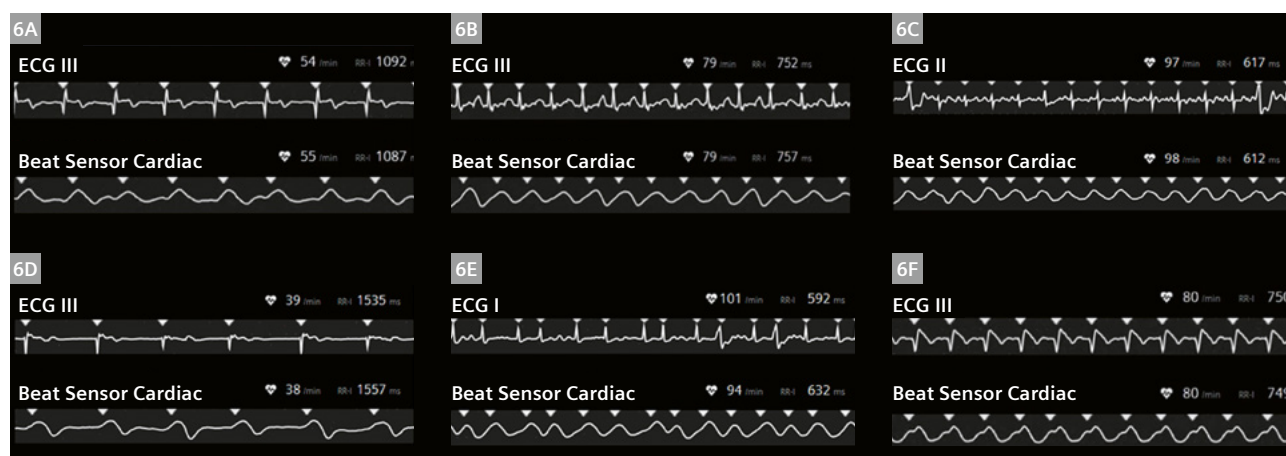 6A
ECG III
54 /min RR-I 1092
Beat Sensor Cardiac
55 /min RR-I 1087
6B
ECG III
79 /min RR-I 752 ms
Beat Sensor Cardiac
79 /min RR-I 757 ms
6C
ECG II
97 /min RR-I 617 ms
Beat Sensor Cardiac
98 /min RR-I 612 ms
6D
ECG III
39 /min RR-I 1535 ms
Beat Sensor Cardiac
38 /min RR-I 1557 ms
6E
ECG I
101 /min RR-I 592 ms
Beat Sensor Cardiac
94 /min RR-I 632 ms
6F
ECG III
80 /min RR-I 750
Beat Sensor Cardiac
80 /min RR-I 749